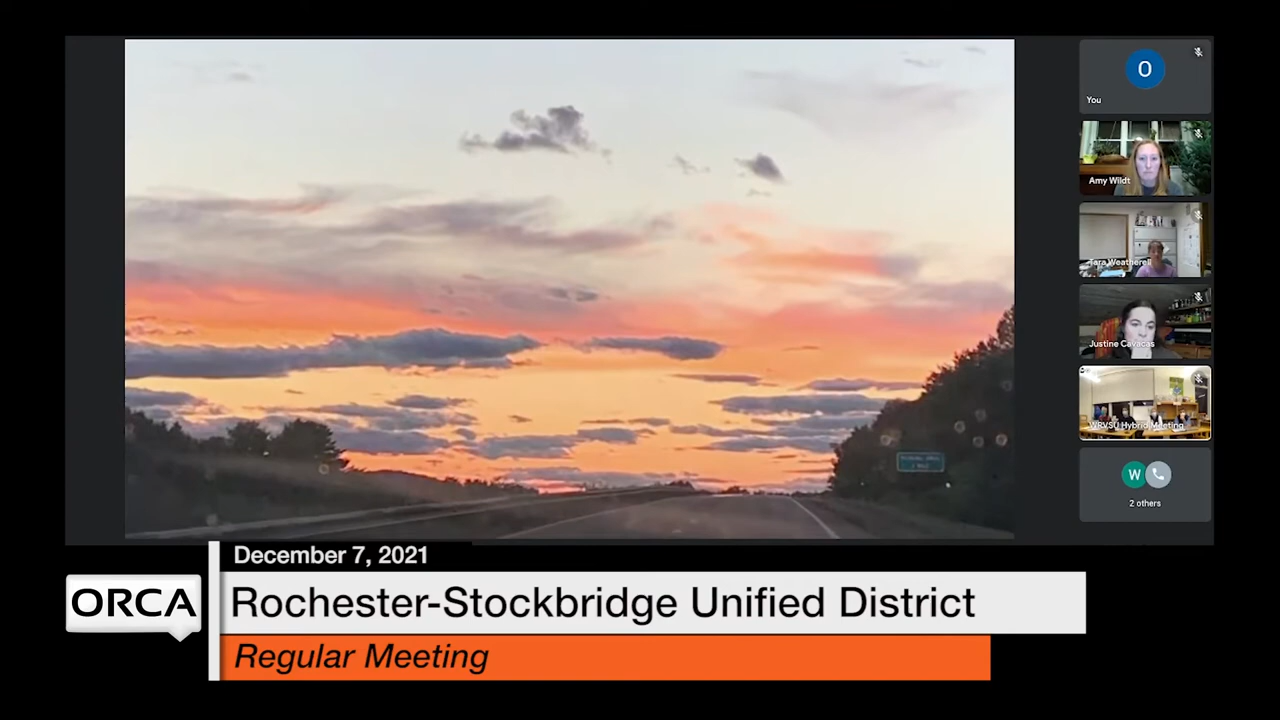 O
You
Amy Wildt
Tara Weathere
Justine Cavacas
WRVSU Hybrid Meeting
W
2 others
December 7, 2021
ORCA
Rochester-Stockbridge Unified District
Regular Meeting